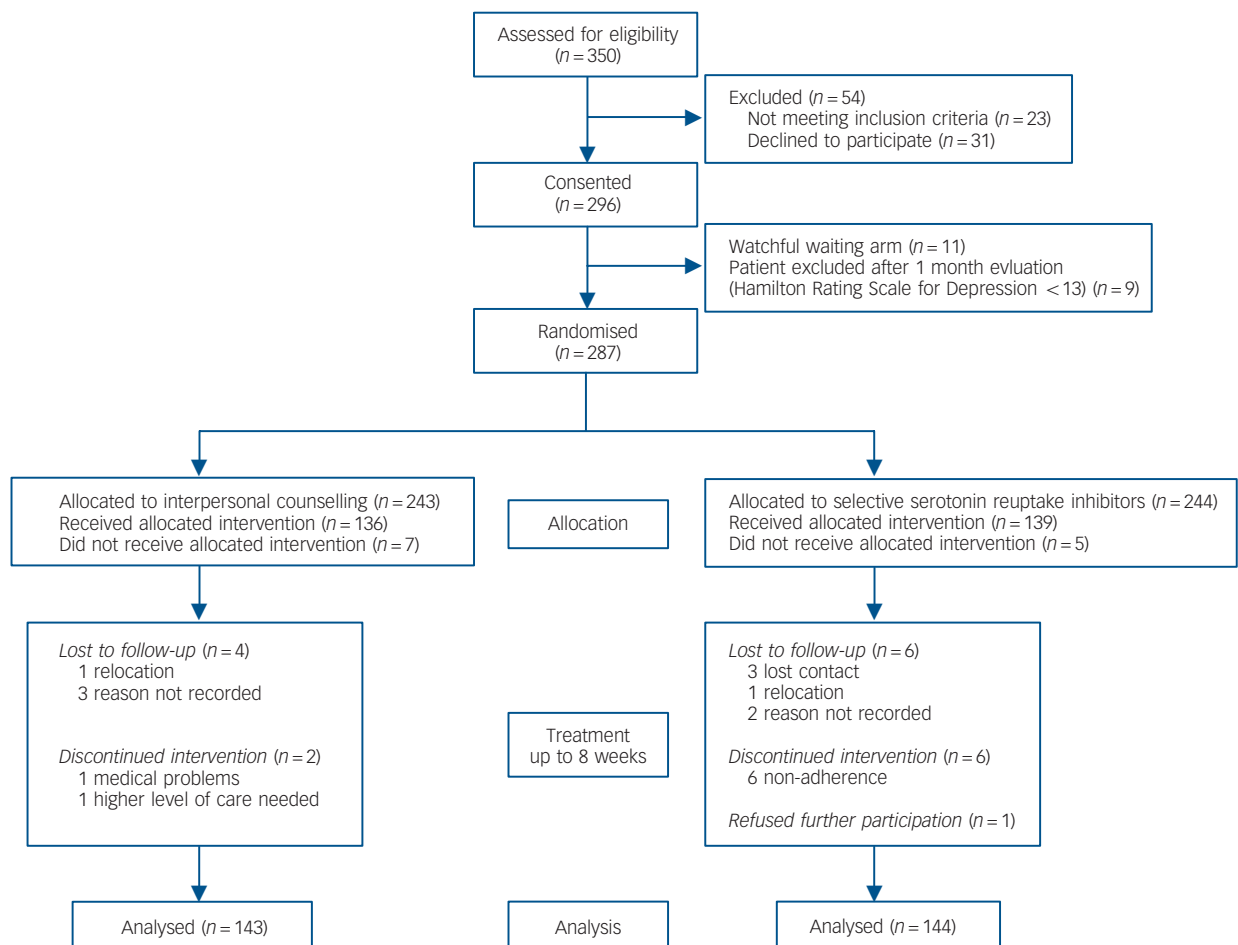 Assessed for eligibility
(n = 350)
Excluded (n = 54)
Not meeting inclusion criteria (n = 23)
Declined to participate (n = 31)
Consented
(n = 296)
Watchful waiting arm (n = 11)
Patient excluded after 1 month evluation
(Hamilton Rating Scale for Depression < 13) (n = 9)
Randomised
(n = 287)
Allocated to interpersonal counselling (n = 243)
Received allocated intervention (n = 136)
Did not receive allocated intervention (n = 7)
Allocation
Allocated to selective serotonin reuptake inhibitors (n = 244)
Received allocated intervention (n = 139)
Did not receive allocated intervention (n = 5)
Lost to follow-up (n = 4)
1 relocation
3 reason not recorded
Discontinued intervention (n = 2)
1 medical problems
1 higher level of care needed
Treatment
up to 8 weeks
Lost to follow-up (n = 6)
3 lost contact
1 relocation
2 reason not recorded
Discontinued intervention (n = 6)
6 non-adherence
Refused further participation (n = 1)
Analysed (n = 143)
Analysis
Analysed (n = 144)